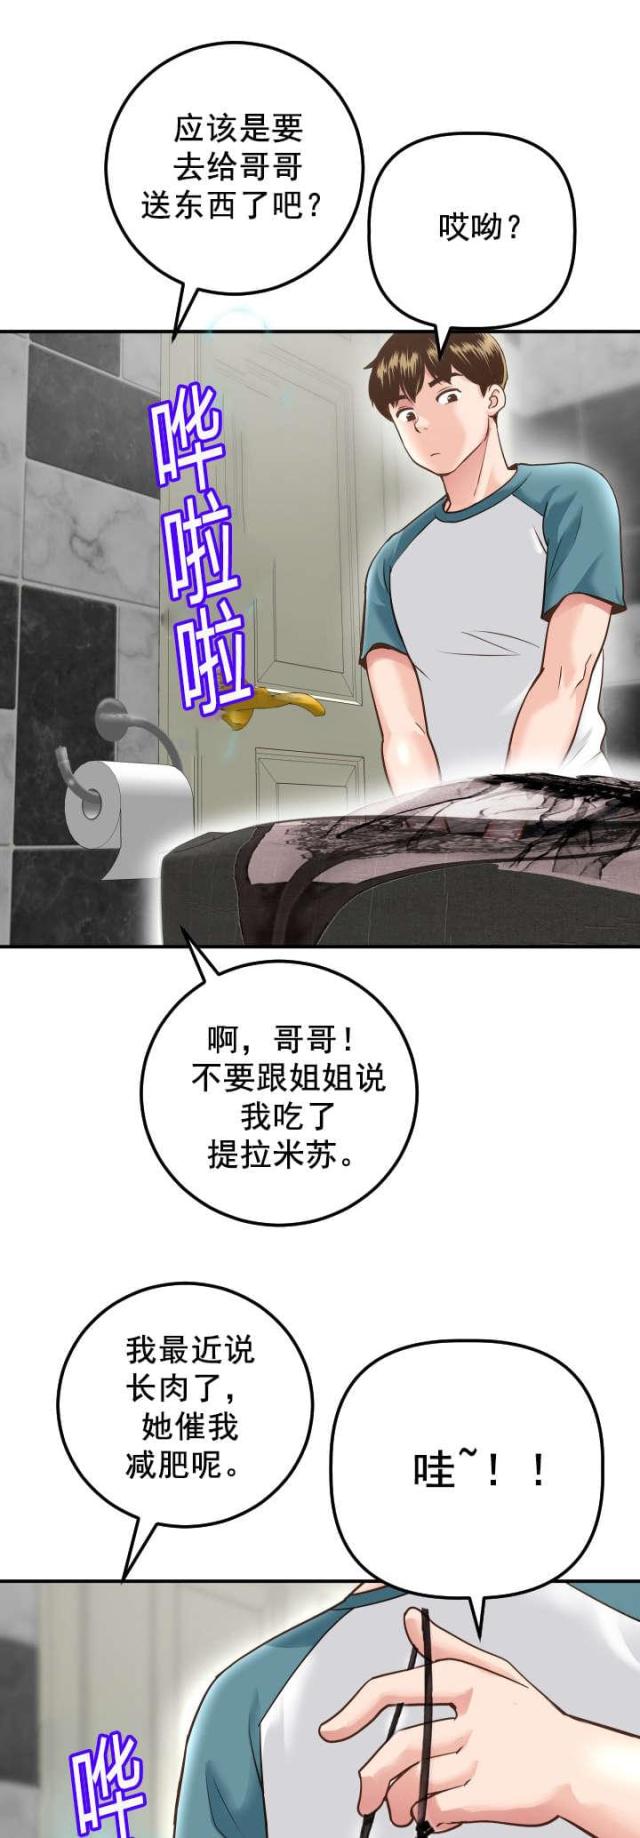 应该是要
去给哥哥
送东西了吧?
哎呦?
哗
啦
啦
啊，哥哥！
不要跟姐姐说
我吃了
提拉米苏。
我最近说
长肉了，
她催我
减肥呢。
哇~！！
哗